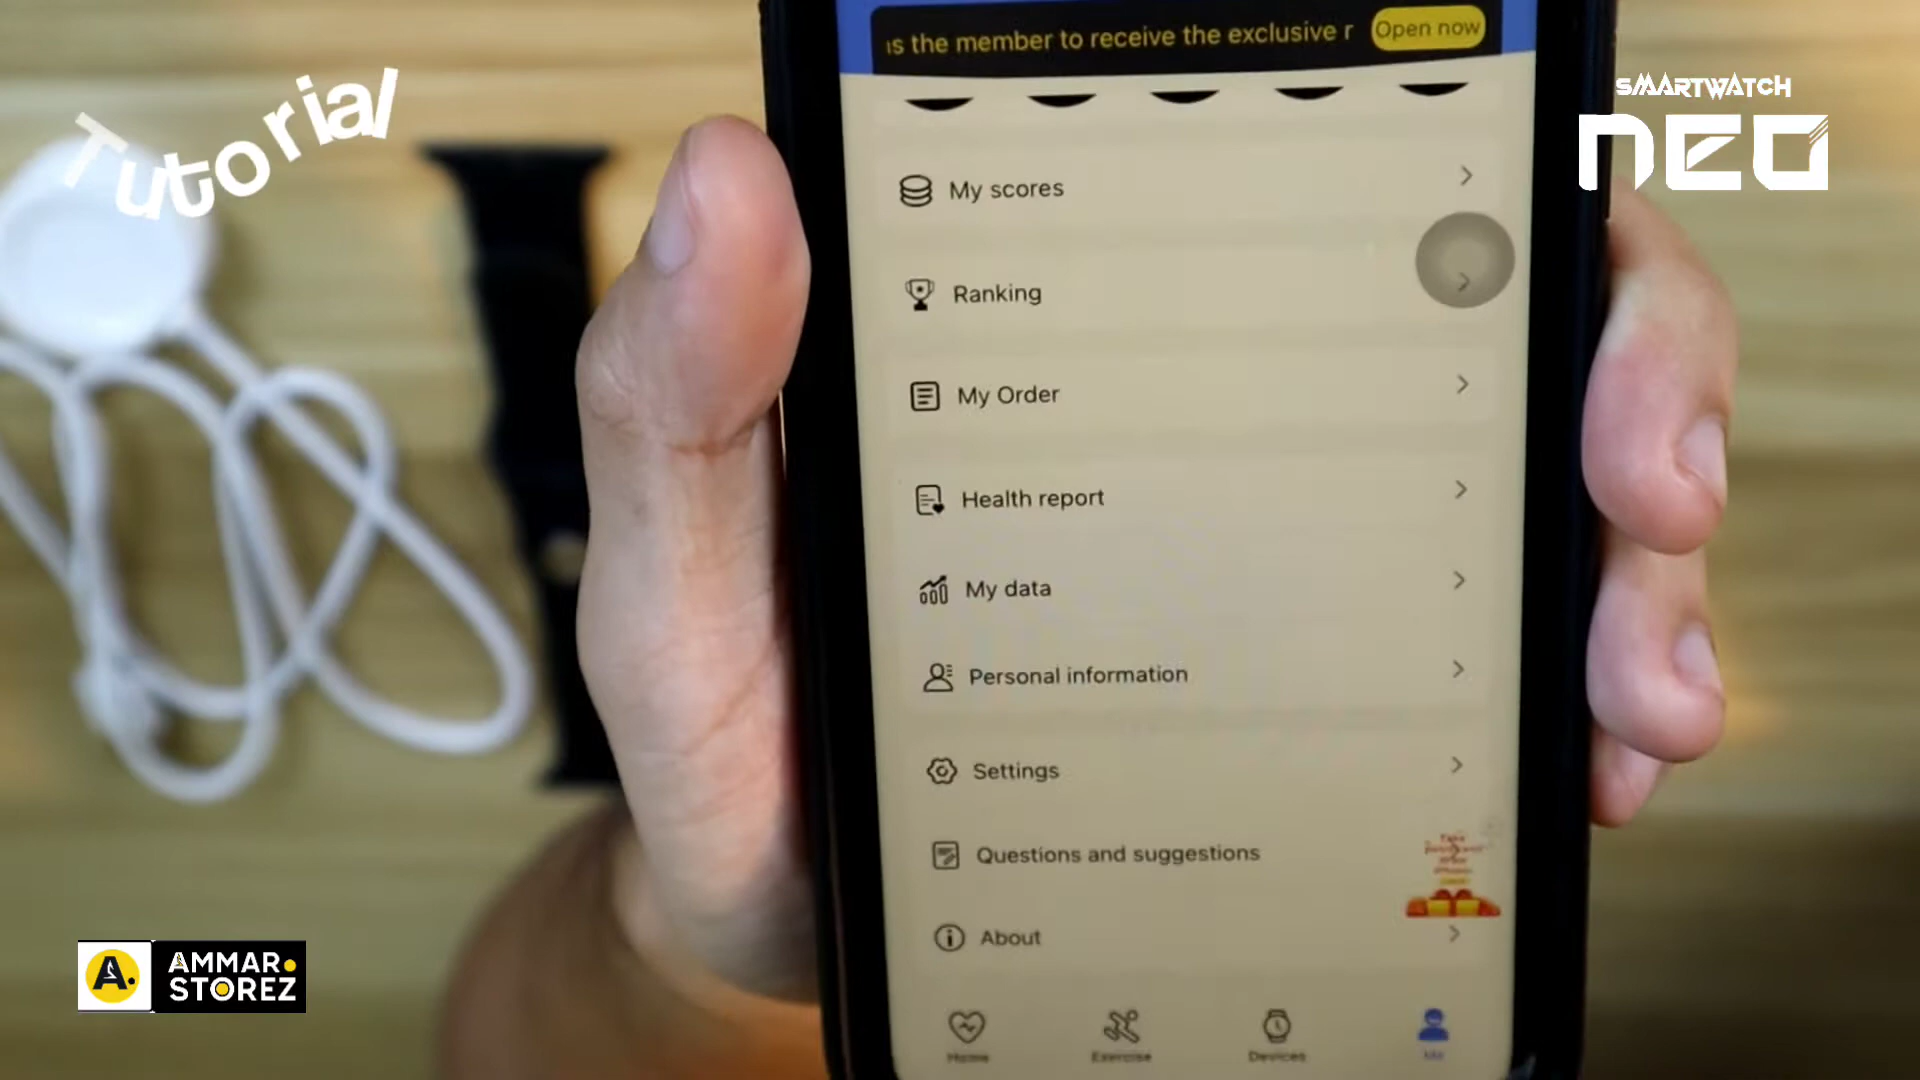 Tutorial
SMARTWATCH
NEO
is the member to receive the exclusive r
Open now
My scores
Ranking
My Order
Health report
My data
Personal information
Settings
Questions and suggestions
About
Home
Exercise
Devices
Me
A.
AMMAR
STOREZ